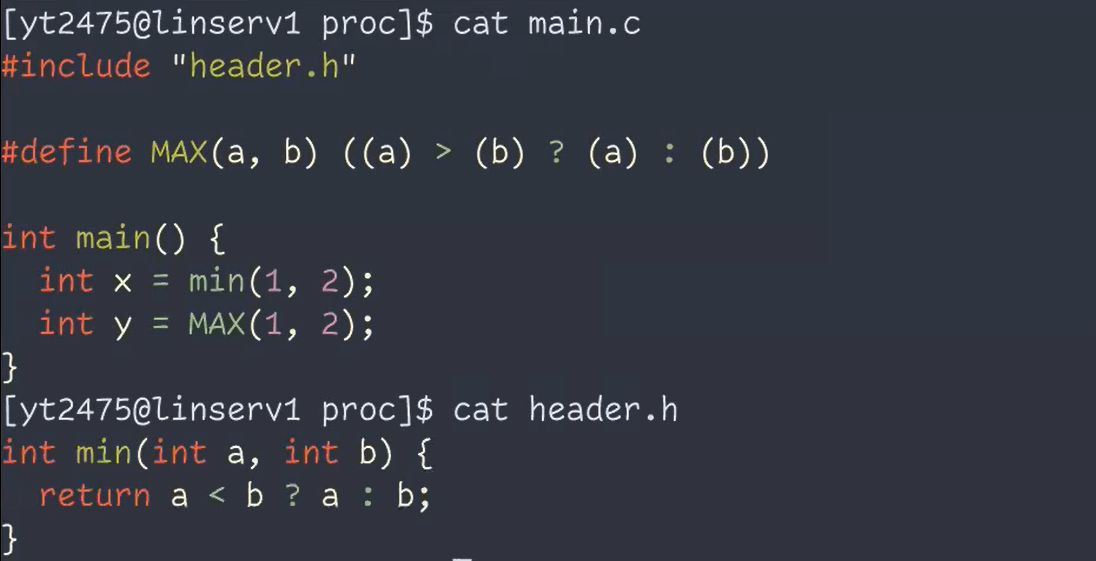 [yt2475@linserv1 proc]$ cat main.c
#include "header.h"
#define MAX(a, b) ((a) > (b) ? (a) : (b))
int main() {
  int x = min(1, 2);
  int y = MAX(1, 2);
}
[yt2475@linserv1 proc]$ cat header.h
int min(int a, int b) {
  return a < b ? a : b;
}